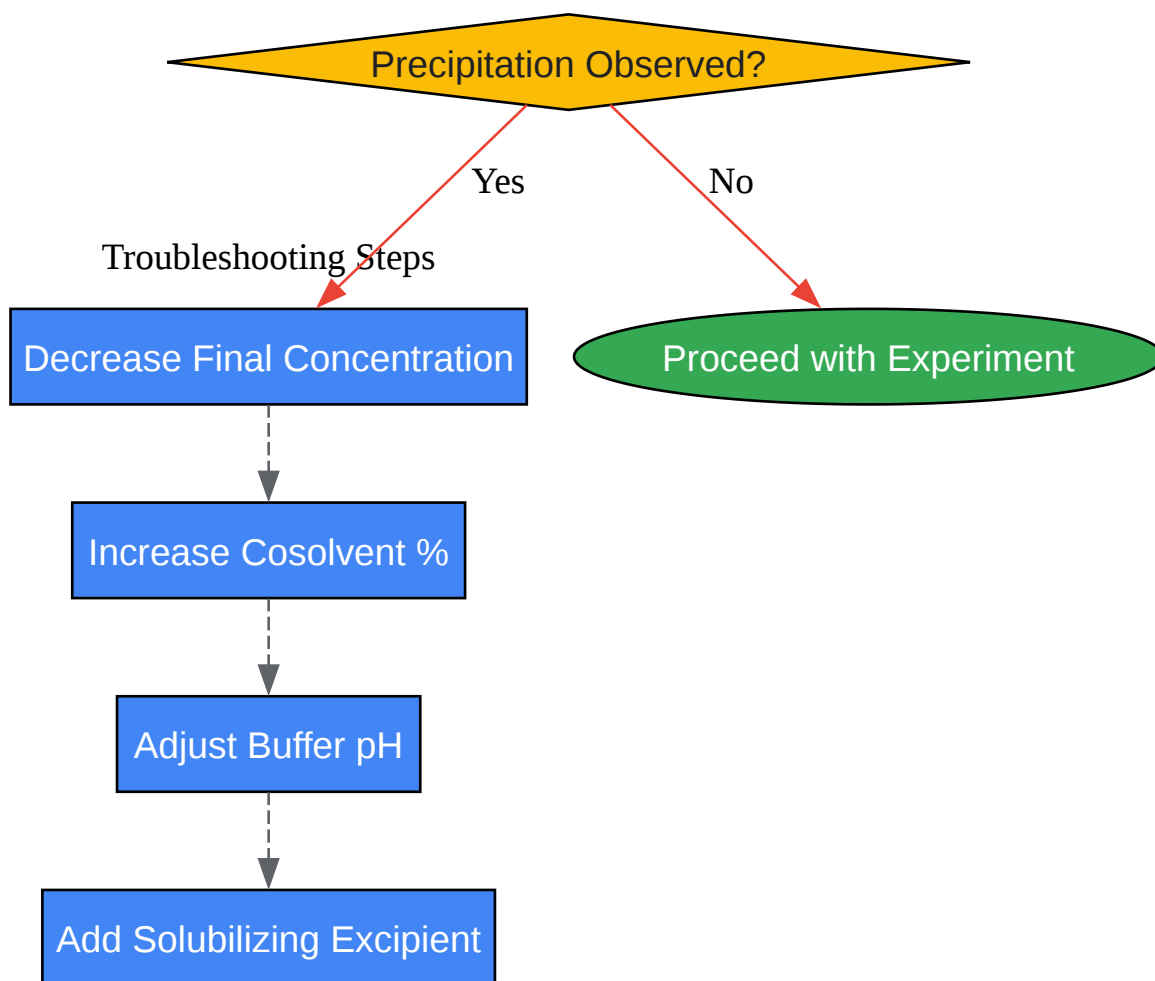 Precipitation Observed?
Yes
No
Troubleshooting Steps
Decrease Final Concentration
Proceed with Experiment
Increase Cosolvent %
Adjust Buffer pH
Add Solubilizing Excipient